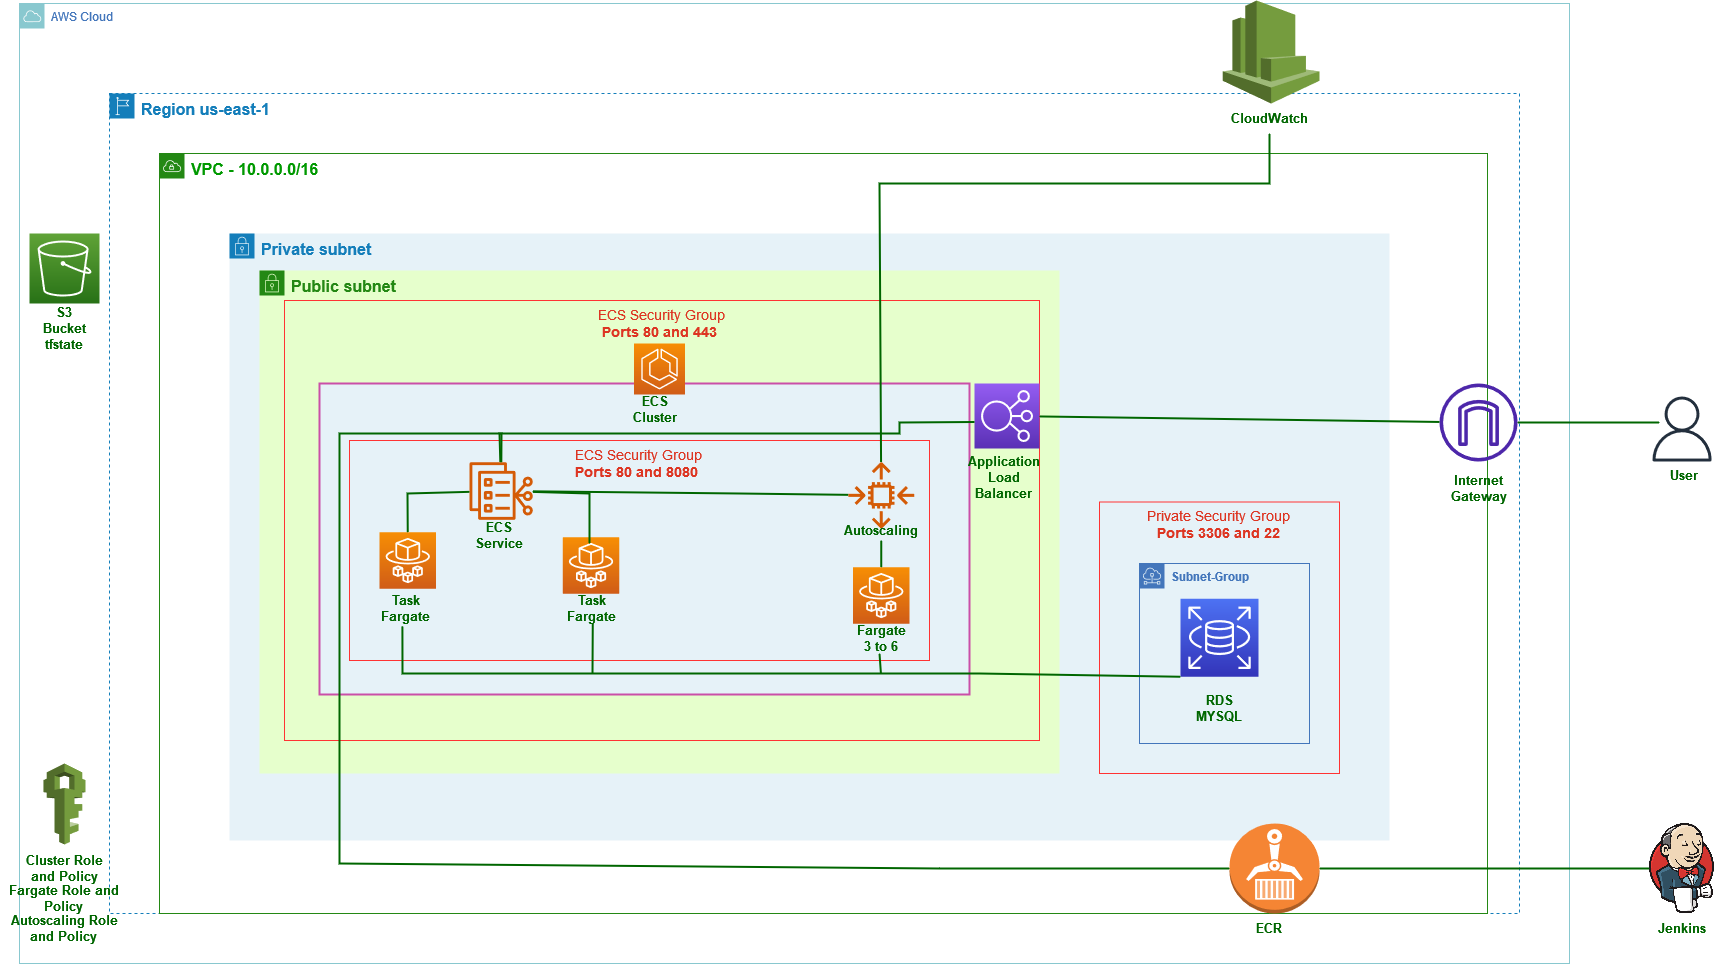 AWS Cloud
CloudWatch
Region us-east-1
VPC - 10.0.0.0/16
Private subnet
Public subnet
S3
Bucket
tfstate
ECS Security Group
Ports 80 and 443
ECS
Cluster
ECS Security Group
Ports 80 and 8080
Application
Load
Balancer
Internet
Gateway
User
ECS
Service
Autoscaling
Private Security Group
Ports 3306 and 22
Subnet-Group
Task
Fargate
Task
Fargate
Fargate
3 to 6
RDS
MYSQL
Cluster Role
and Policy
Fargate Role and
Policy
Autoscaling Role
and Policy
ECR
Jenkins